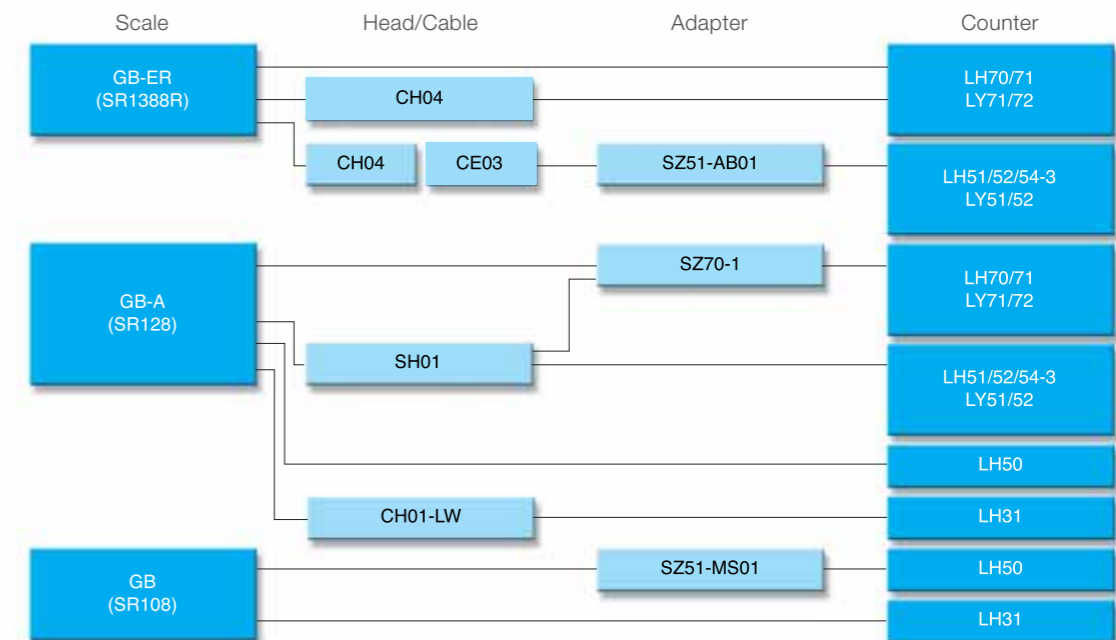 Scale Head/Cable Adapter Counter
GB-ER
(SR1388R)
CH04
LH70/71
LY71/72
CH04 CE03 SZ51-AB01
LH51/52/54-3
LY51/52
GB-A
(SR128)
SZ70-1
LH70/71
LY71/72
SH01
LH51/52/54-3
LY51/52
LH50
CH01-LW
LH31
GB
(SR108)
SZ51-MS01
LH50
LH31